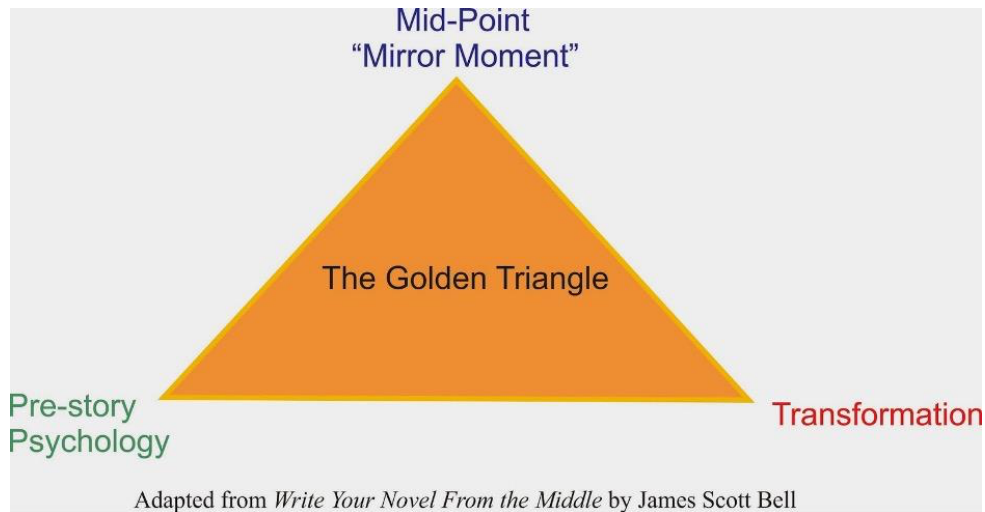 Mid-Point
“Mirror Moment”
The Golden Triangle
Pre-story
Psychology
Transformation
Adapted from Write Your Novel From the Middle by James Scott Bell